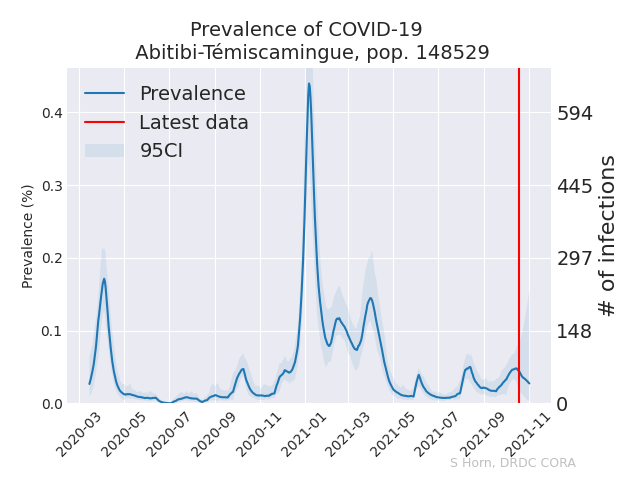 Prevalence of COVID-19
Abitibi-Témiscamingue, pop. 148529
Prevalence
Latest data
95CI
Prevalence (%)
0.4
0.3
0.2
0.1
0.0
594
445
297
148
0
# of infections
2020-03
2020-05
2020-07
2020-09
2020-11
2021-01
2021-03
2021-05
2021-07
2021-09
2021-11
S Horn, DRDC CORA